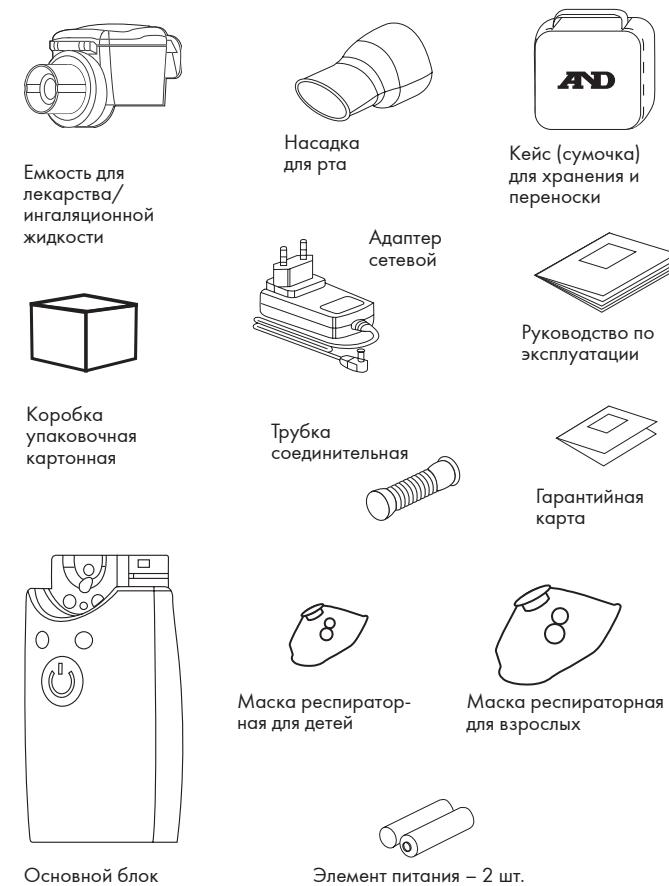 Емкость для
лекарства/
ингаляционной
жидкости
Насадка
для рта
AND
Кейс (сумочка)
для хранения и
переноски
Адаптер
сетевой
Руководство по
эксплуатации
Коробка
упаковочная
картонная
Трубка
соединительная
Гарантийная
карта
Маска респиратор-
ная для детей
Маска респираторная
для взрослых
Основной блок
Элемент питания – 2 шт.